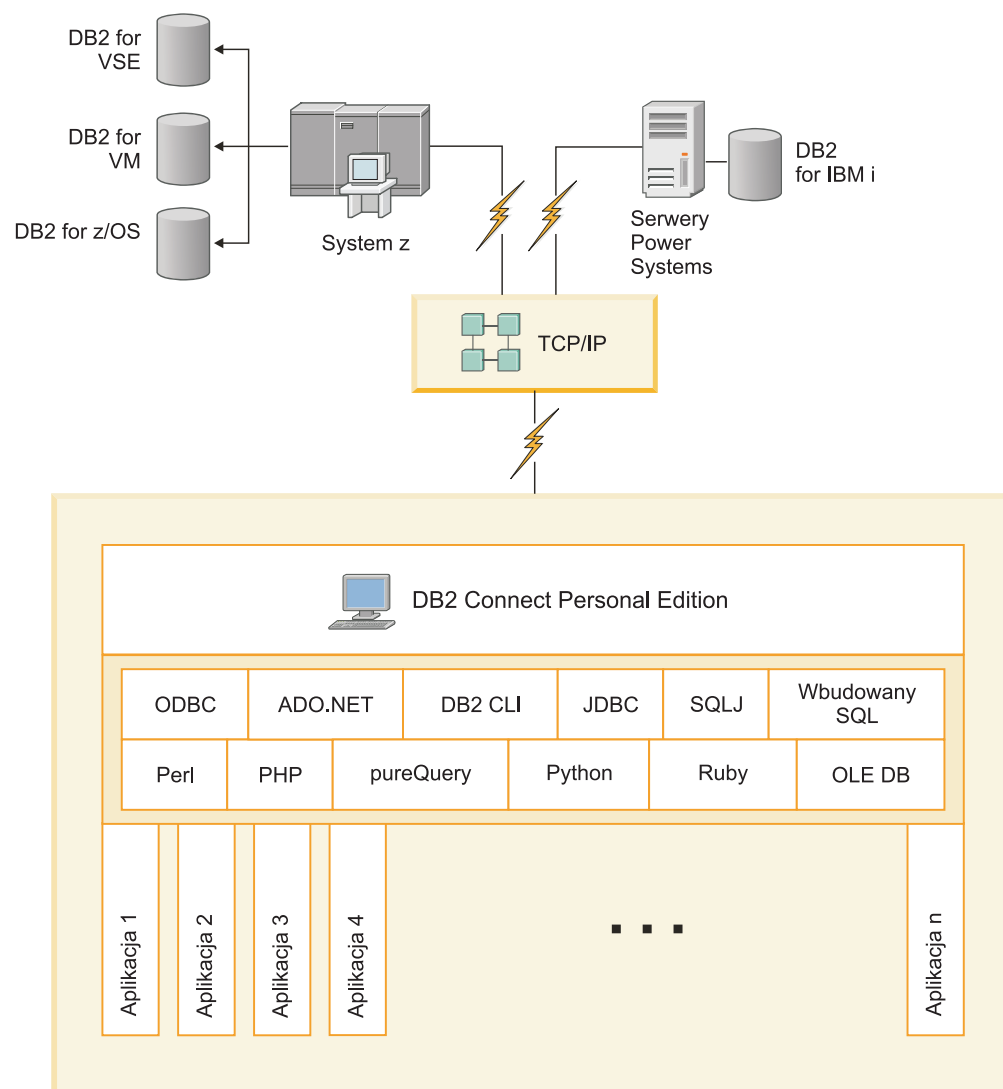 DB2 for
VSE
DB2 for
VM
DB2 for z/OS
System z
Serwery
Power
Systems
DB2
for IBM i
TCP/IP
DB2 Connect Personal Edition
ODBC
ADO.NET
DB2 CLI
JDBC
SQLJ
Wbudowany
SQL
Perl
PHP
pureQuery
Python
Ruby
OLE DB
Aplikacja 1
Aplikacja 2
Aplikacja 3
Aplikacja 4
Aplikacja n